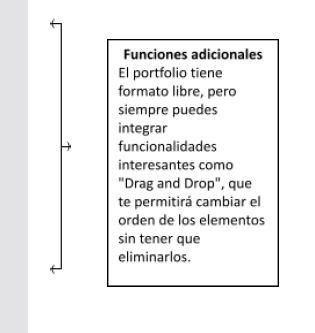 Funciones adicionales
El portfolio tiene
formato libre, pero
siempre puedes
integrar
funcionalidades
interesantes como
"Drag and Drop", que
te permitirá cambiar el
orden de los elementos
sin tener que
eliminarlos.